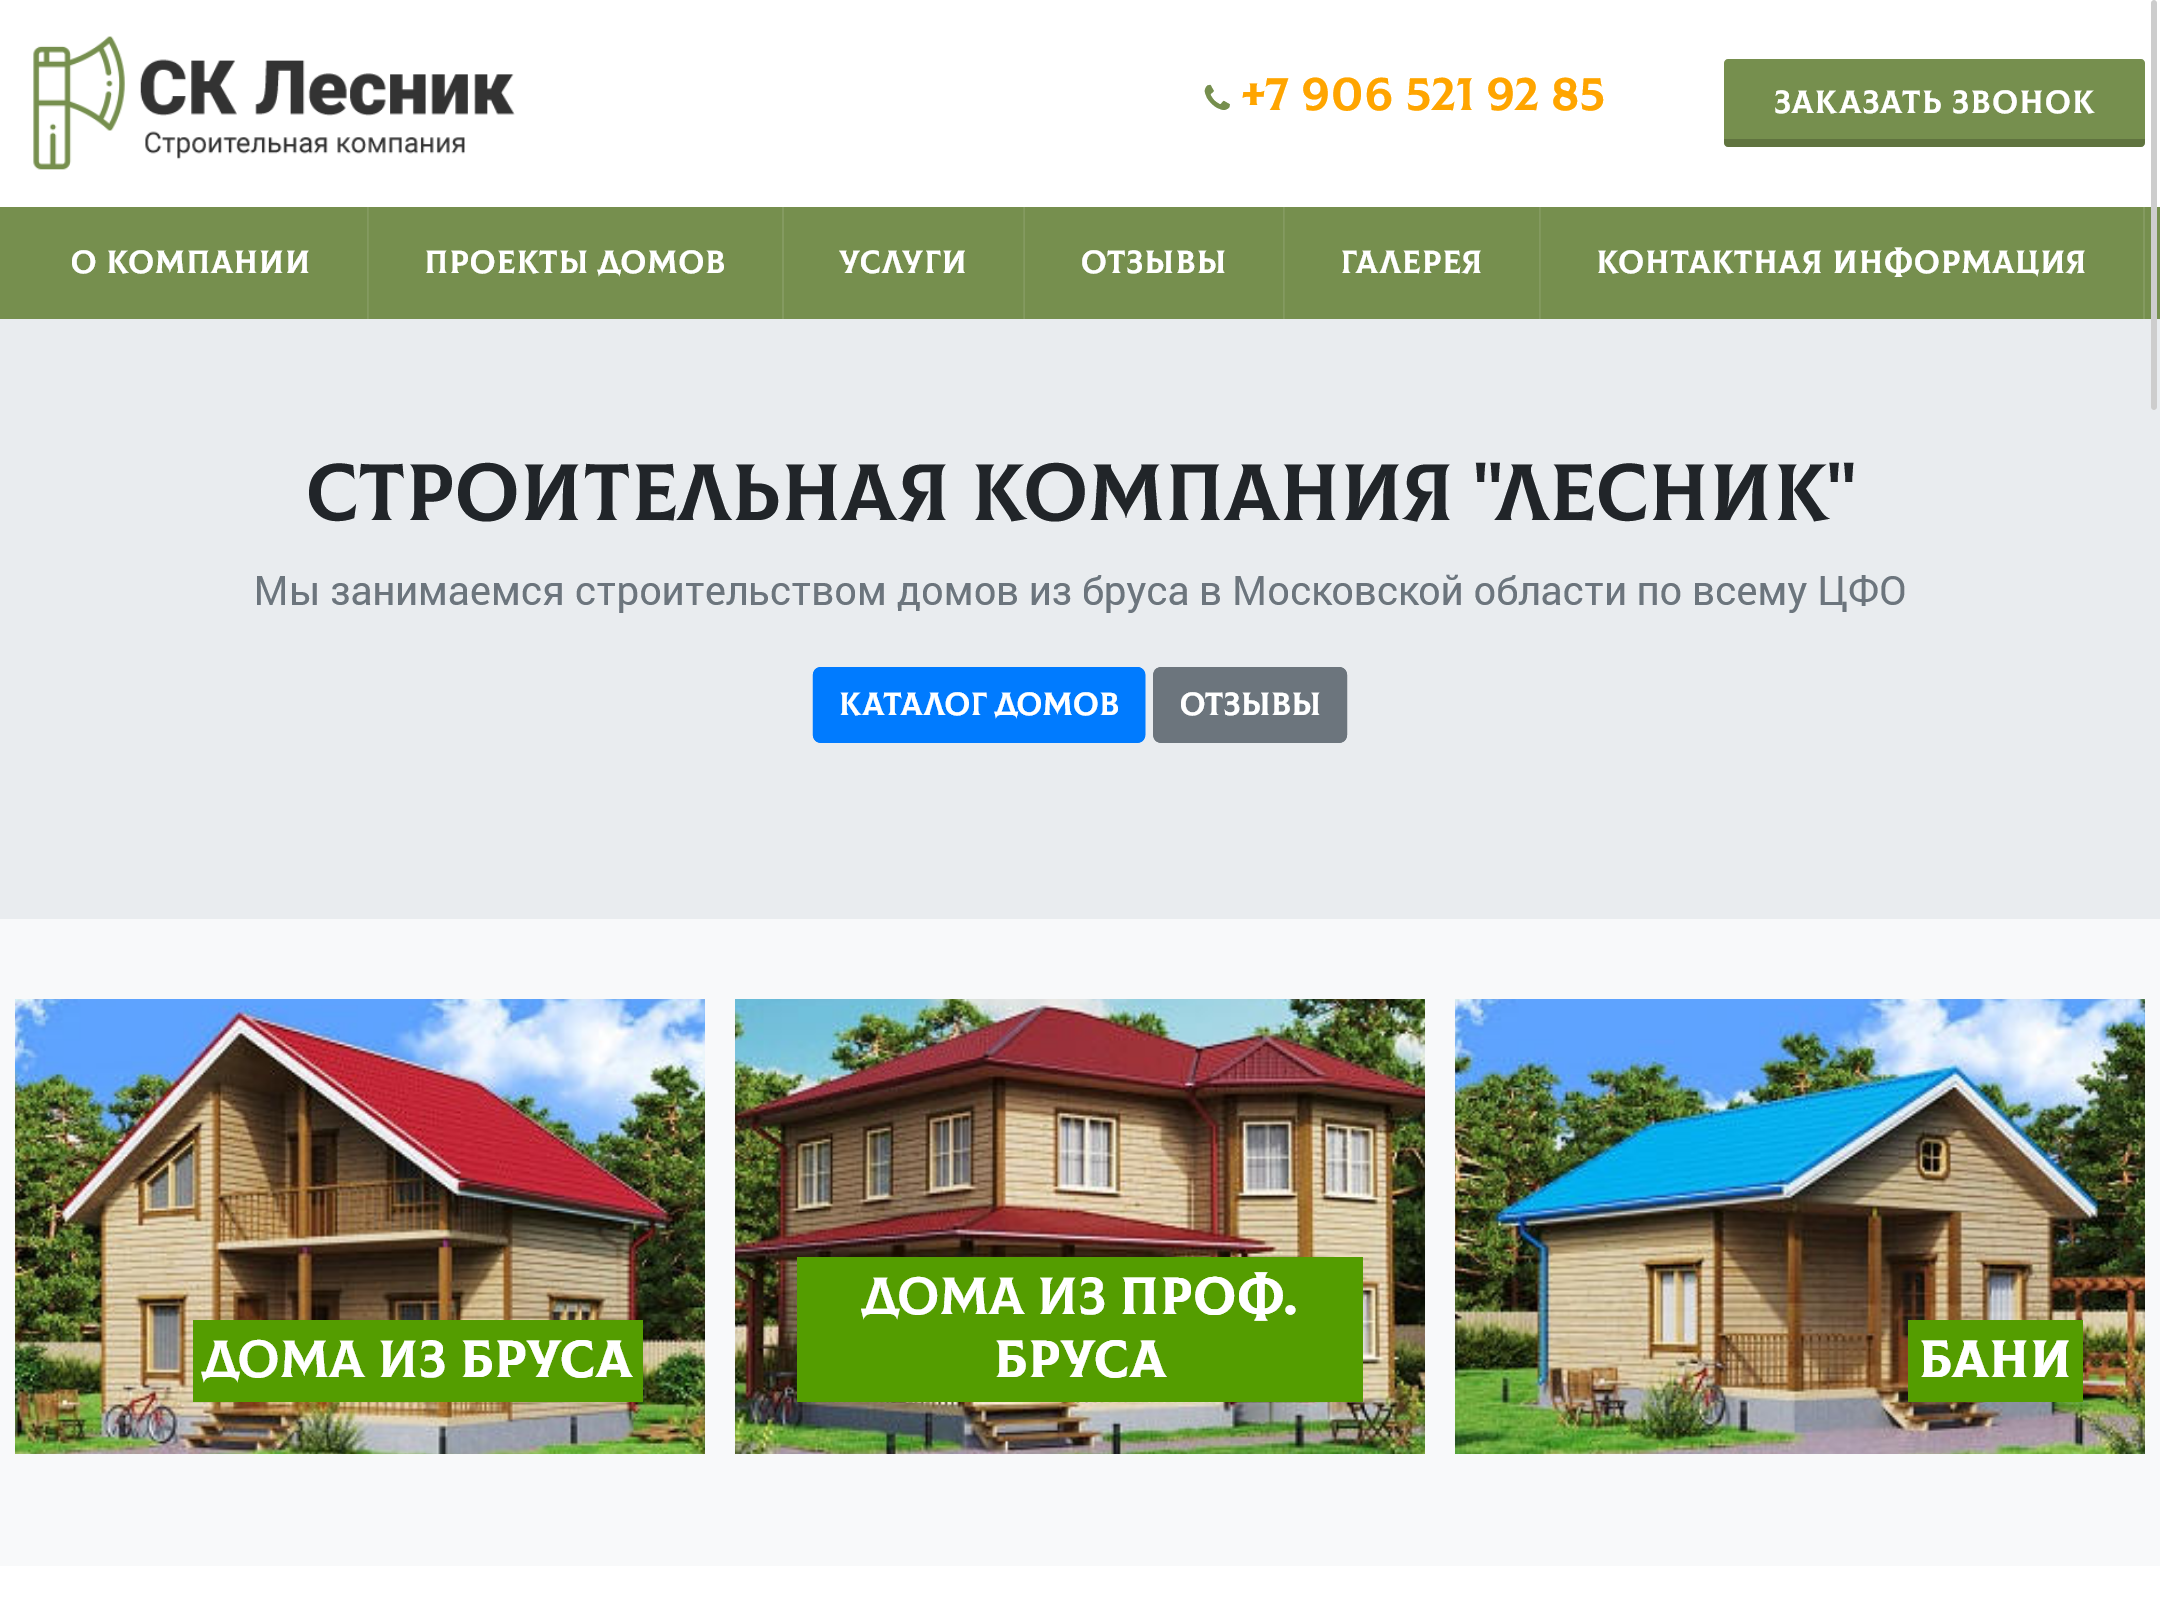 СК Лесник
Строительная компания
+7 906 521 92 85
ЗАКАЗАТЬ ЗВОНОК
О КОМПАНИИ
ПРОЕКТЫ ДОМОВ
УСЛУГИ
ОТЗЫВЫ
ГАЛЕРЕЯ
КОНТАКТНАЯ ИНФОРМАЦИЯ
СТРОИТЕЛЬНАЯ КОМПАНИЯ "ЛЕСНИК"
Мы занимаемся строительством домов из бруса в Московской области по всему ЦФО
КАТАЛОГ ДОМОВ
ОТЗЫВЫ
ДОМА ИЗ БРУСА
ДОМА ИЗ ПРОФ.
БРУСА
БАНИ